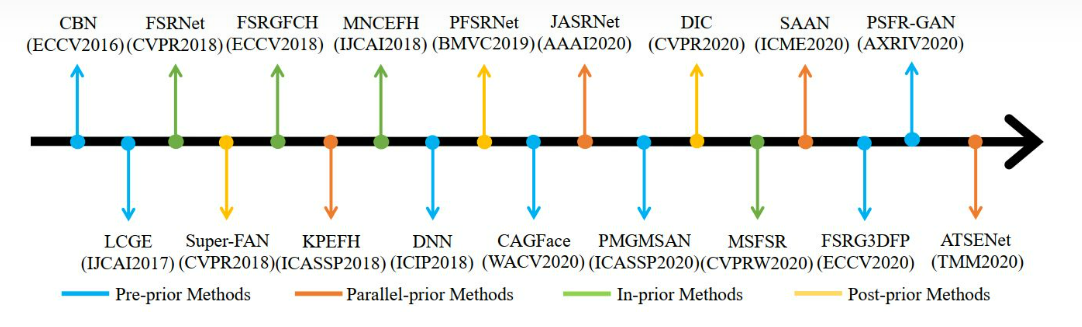 CBN FSRNet FSRGFCH MNCEFH PFSRNet JASRNet DIC SAAN PSFR-GAN
(ECCV2016) (CVPR2018) (ECCV2018) (IJCAI2018) (BMVC2019) (AAAI2020) (CVPR2020) (ICME2020) (AXRIV2020)
LCGE Super-FAN KPEFH DNN CAGFace PMGMSAN MSFSR FSRG3DFP ATSENet
(IJCAI2017) (CVPR2018) (ICASSP2018) (ICIP2018) (WACV2020) (ICASSP2020) (CVPRW2020) (ECCV2020) (TMM2020)
Pre-prior Methods Parallel-prior Methods In-prior Methods Post-prior Methods